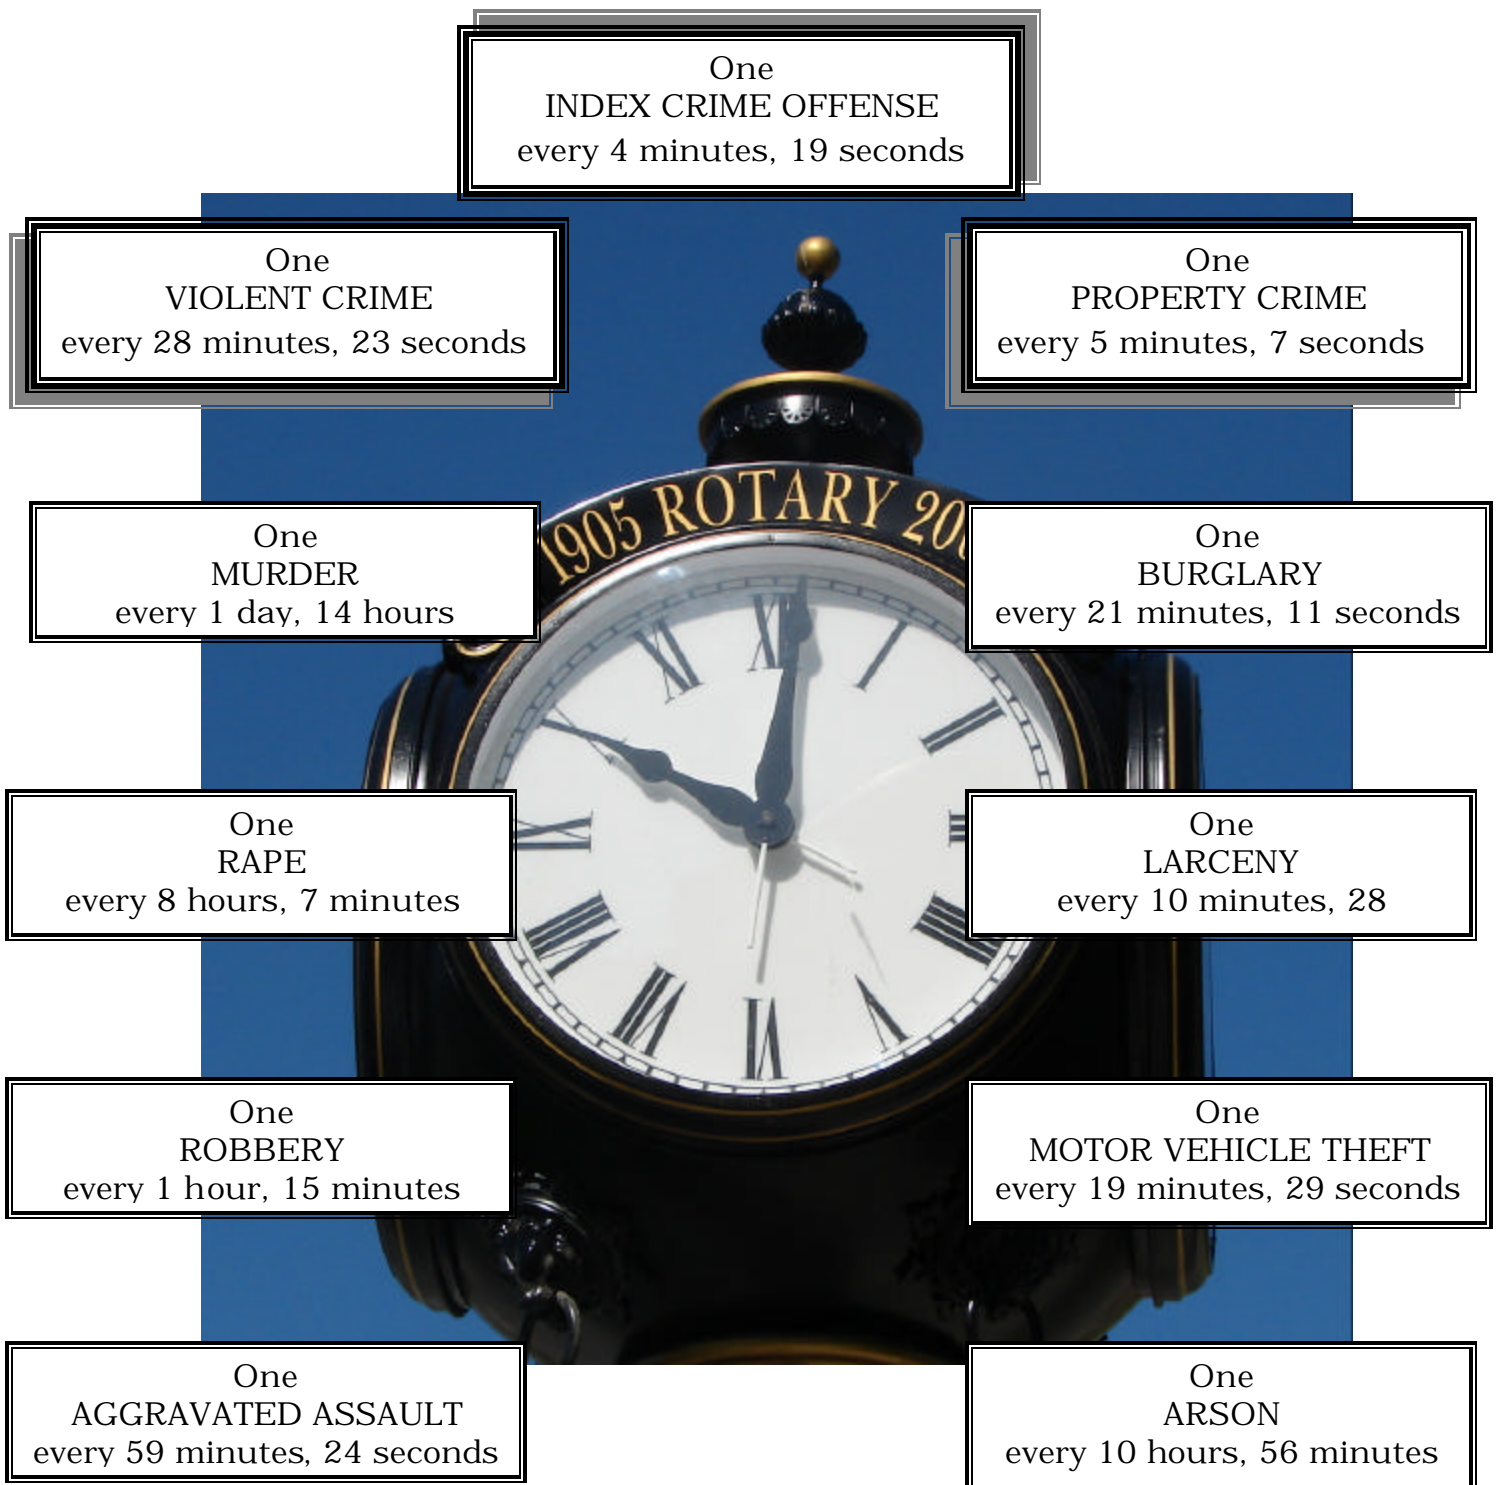 One
INDEX CRIME OFFENSE
every 4 minutes, 19 seconds
One
VIOLENT CRIME
every 28 minutes, 23 seconds
One
PROPERTY CRIME
every 5 minutes, 7 seconds
1905 ROTARY 20
One
MURDER
every 1 day, 14 hours
One
BURGLARY
every 21 minutes, 11 seconds
One
RAPE
every 8 hours, 7 minutes
One
LARCENY
every 10 minutes, 28
One
ROBBERY
every 1 hour, 15 minutes
One
MOTOR VEHICLE THEFT
every 19 minutes, 29 seconds
One
AGGRAVATED ASSAULT
every 59 minutes, 24 seconds
One
ARSON
every 10 hours, 56 minutes